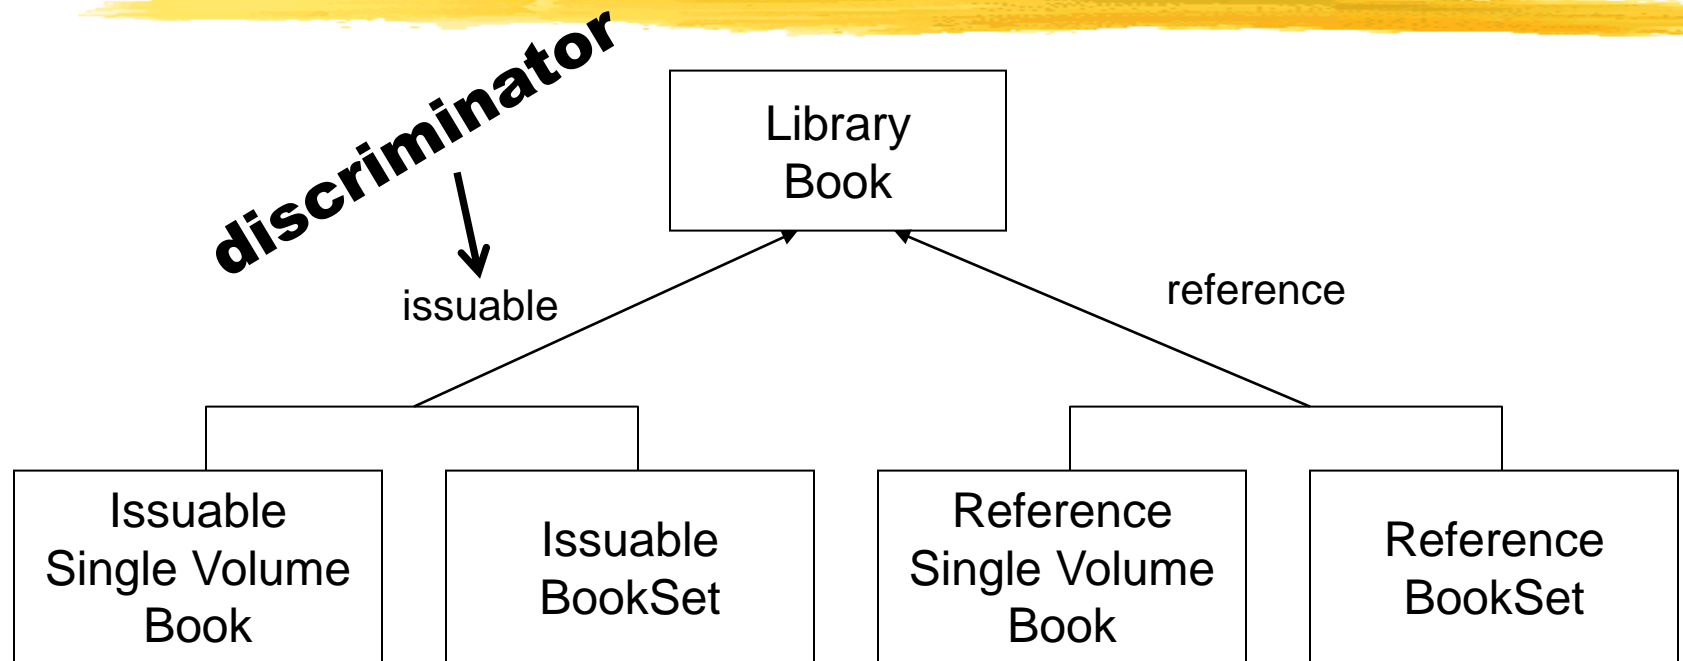 discriminator
Library
Book
issuable
reference
Issuable
Single Volume
Book
Issuable
BookSet
Reference
Single Volume
Book
Reference
BookSet